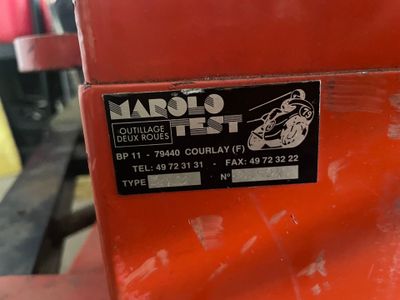 MAROLO
TEST
OUTILLAGE
DEUX ROUES
BP 11 - 79440 COURLAY (F)
TEL: 49 72 31 31 - FAX: 49 72 32 22
TYPE N°